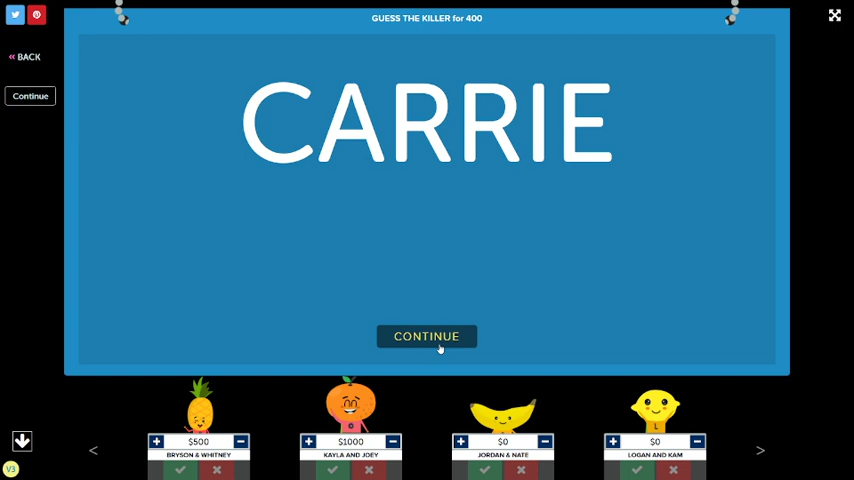 GUESS THE KILLER for 400
« BACK
Continue
CARRIE
CONTINUE
+ $500 −
+ $1000 −
+ $0 −
+ $0 −
BRYSON & WHITNEY
KAYLA AND JOEY
JORDAN & NATE
LOGAN AND KAM
L
V3